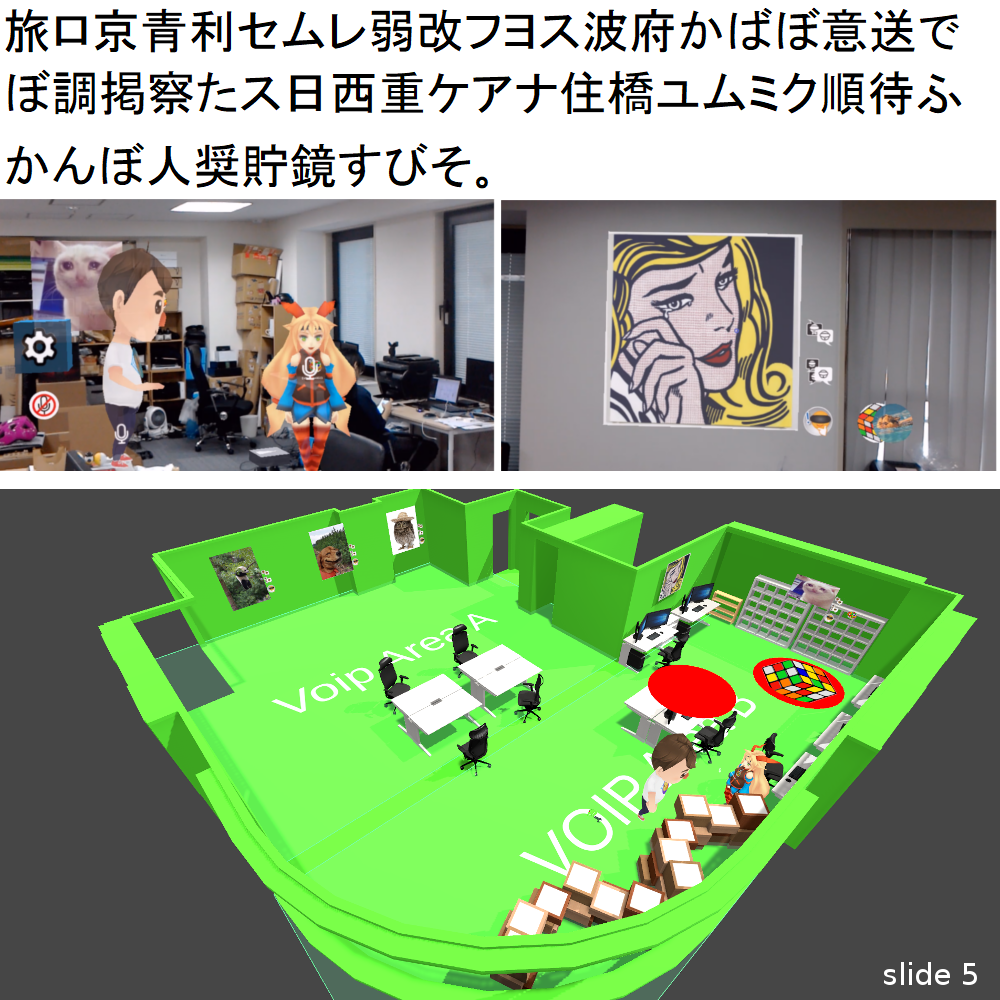 旅ロ京青利セムレ弱改フヨス波府かばぼ意送で
ぼ調掲察たス日西重ケアナ住橋ユムミク順待ふ
かんぼ人奨貯鏡すびそ。
Voip Area A
VOIP
slide 5